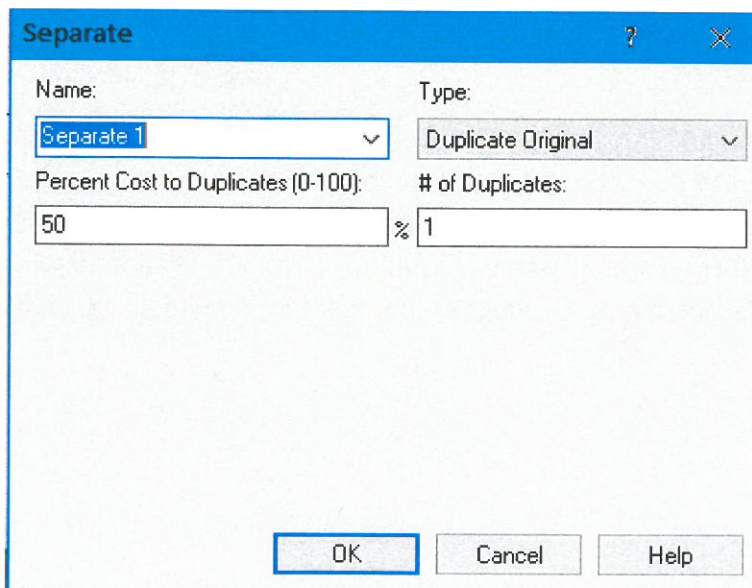 Separate ? X
Name: Type:
Separate 1 Duplicate Original
Percent Cost to Duplicates (0-100): # of Duplicates:
50 % 1
OK Cancel Help